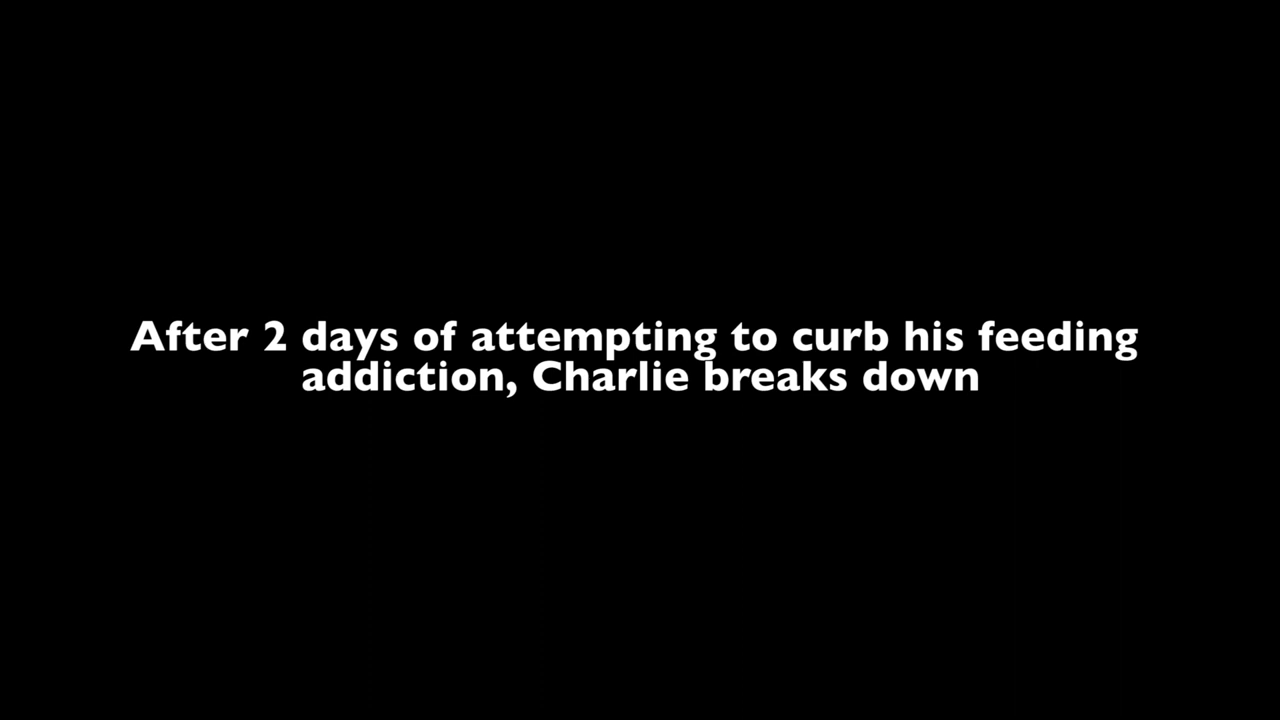 After 2 days of attempting to curb his feeding
addiction, Charlie breaks down